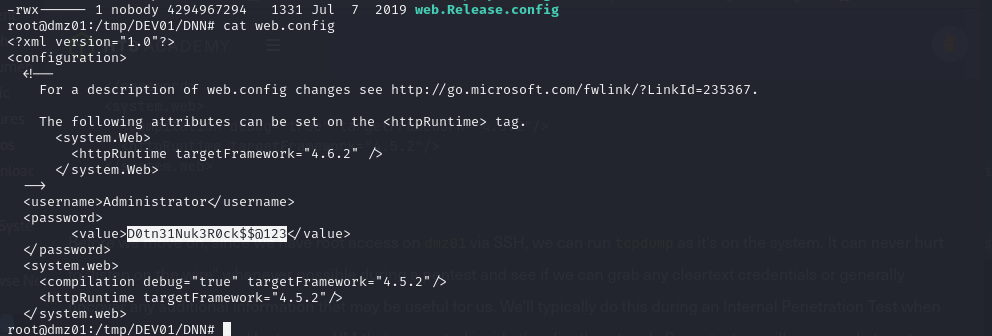 -rwx------ 1 nobody 4294967294   1331 Jul  7  2019 web.Release.config
root@dmz01:/tmp/DEV01/DNN# cat web.config
<?xml version="1.0"?>
<configuration>
  <!--
    For a description of web.config changes see http://go.microsoft.com/fwlink/?LinkId=235367.

    The following attributes can be set on the <httpRuntime> tag.
      <system.Web>
        <httpRuntime targetFramework="4.6.2" />
      </system.Web>
  -->
  <username>Administrator</username>
  <password>
        <value>D0tn31Nuk3R0ck$$@123</value>
  </password>
  <system.web>
    <compilation debug="true" targetFramework="4.5.2"/>
    <httpRuntime targetFramework="4.5.2"/>
  </system.web>
root@dmz01:/tmp/DEV01/DNN#